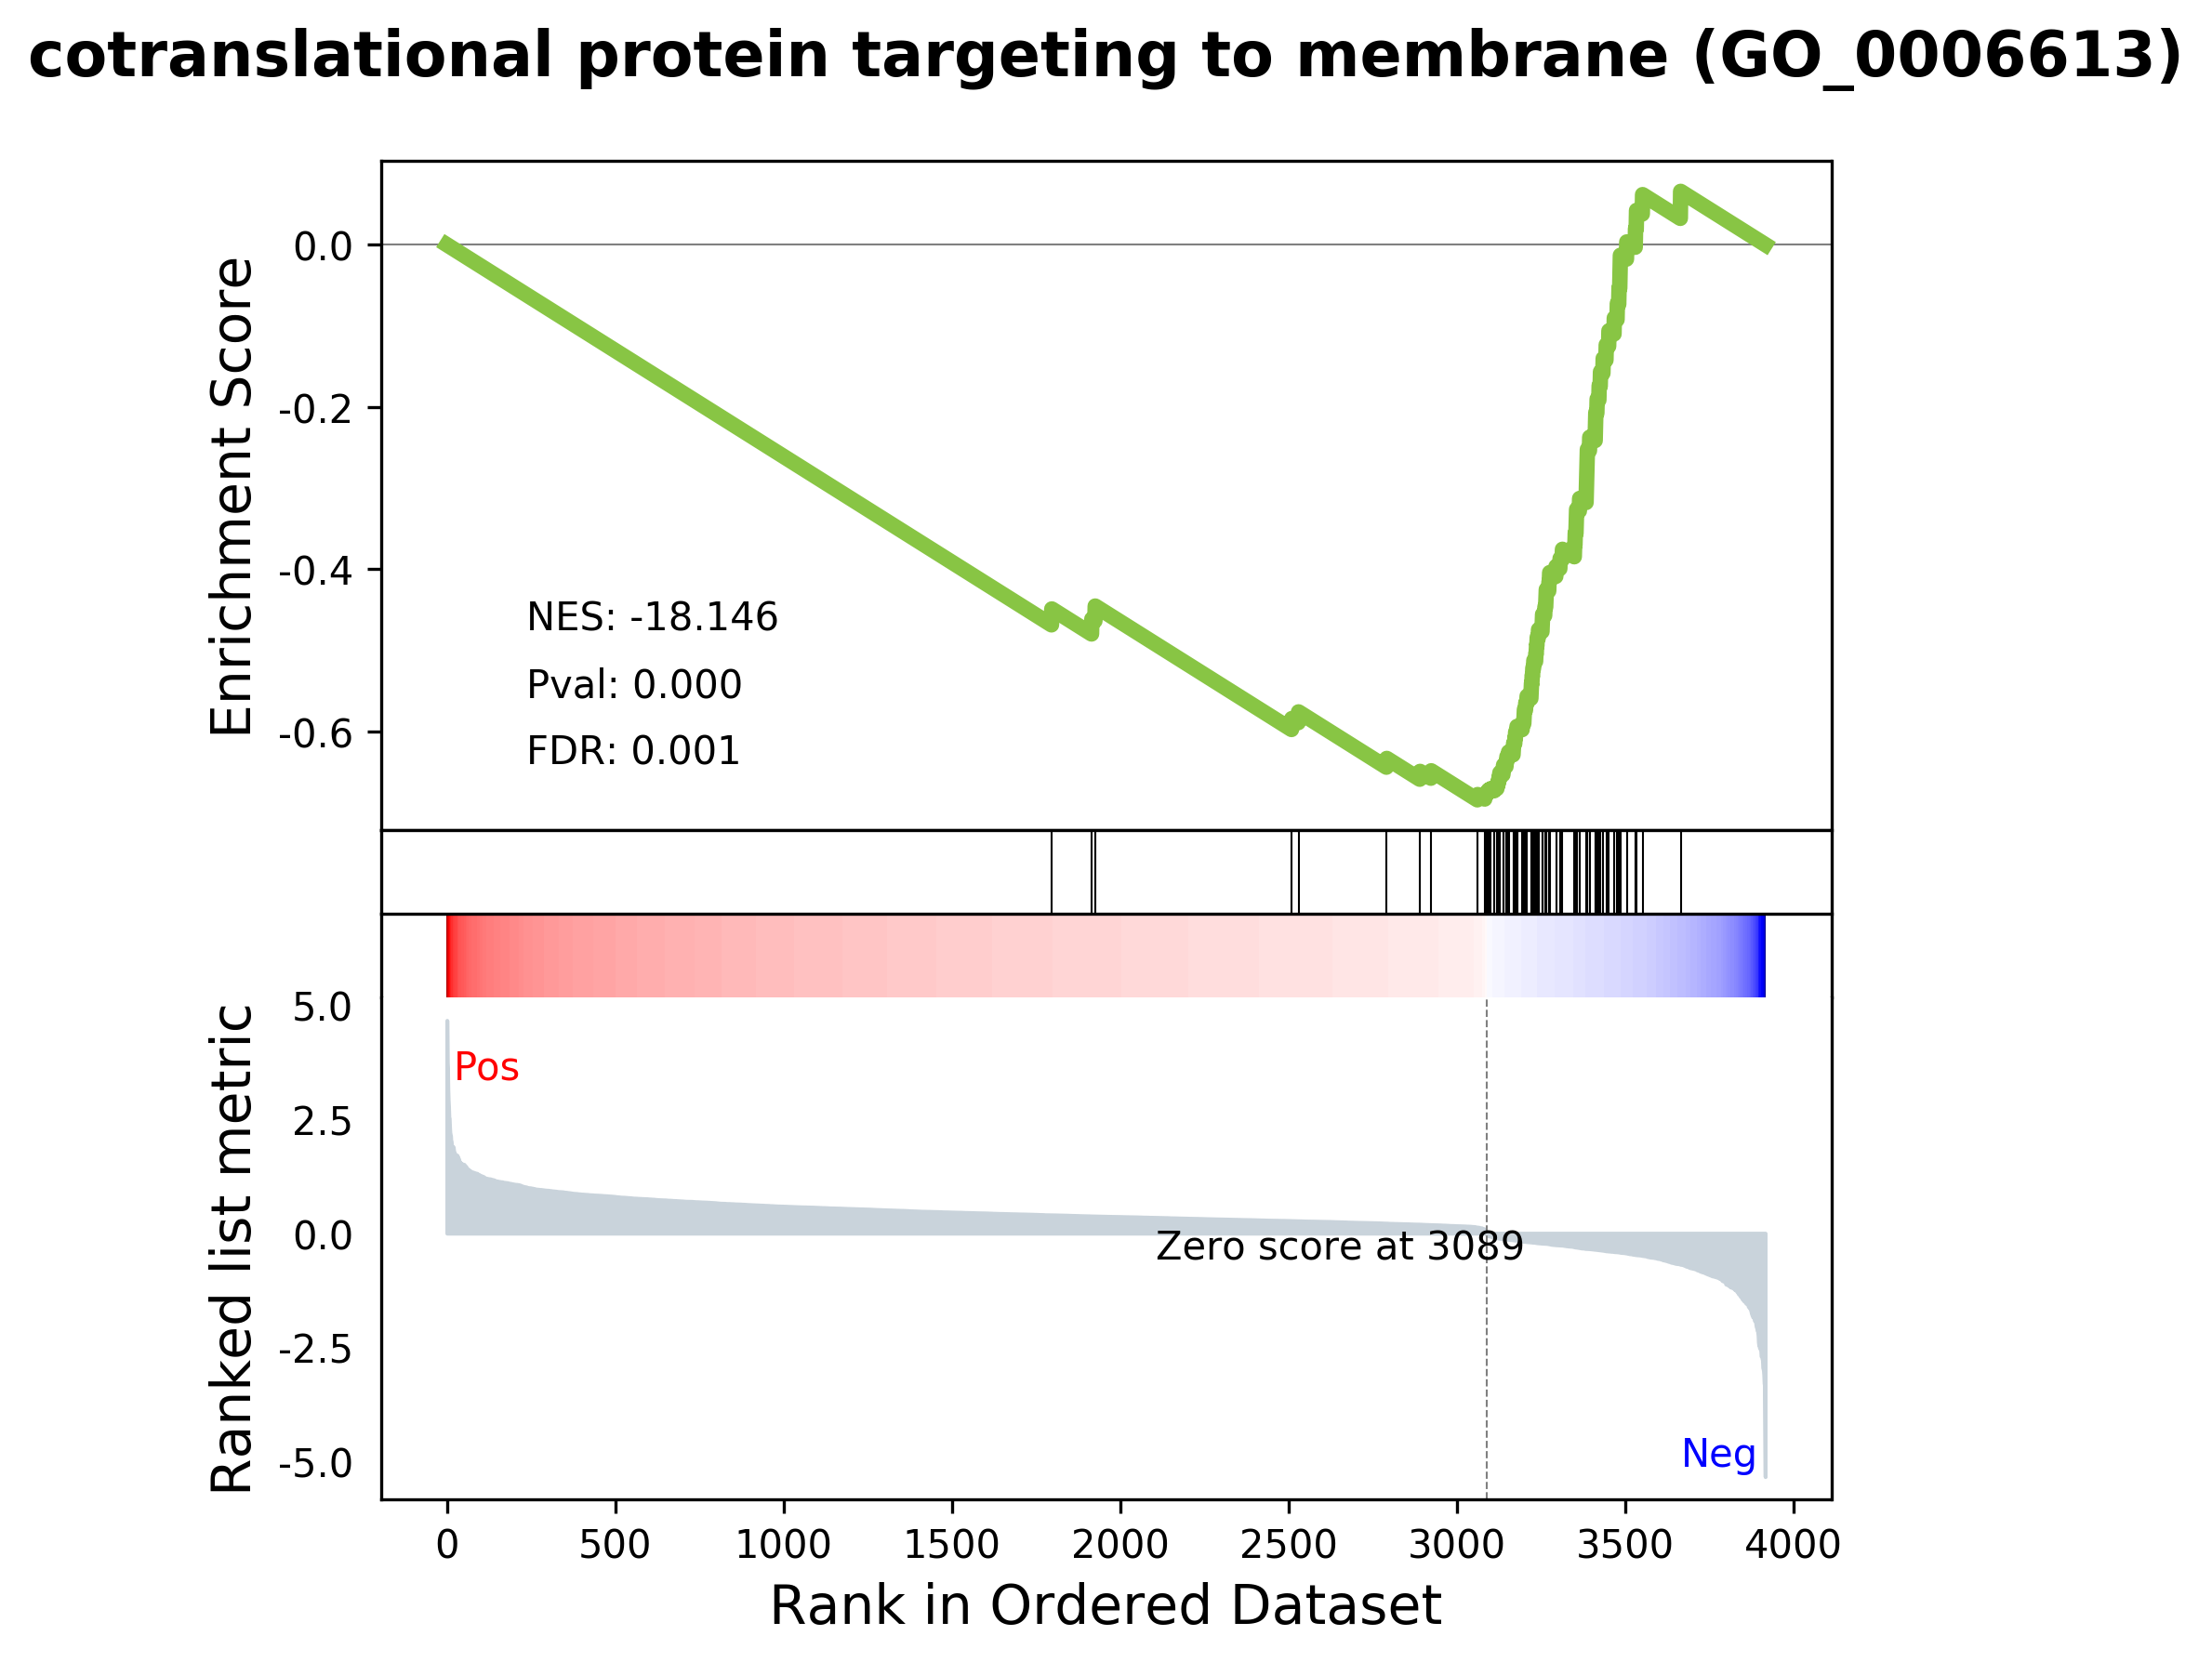 cotranslational protein targeting to membrane (GO_0006613)
Enrichment Score
0.0
-0.2
-0.4
-0.6
NES: -18.146
Pval: 0.000
FDR: 0.001
Ranked list metric
5.0
2.5
0.0
-2.5
-5.0
Pos
Zero score at 3089
Neg
0 500 1000 1500 2000 2500 3000 3500 4000
Rank in Ordered Dataset